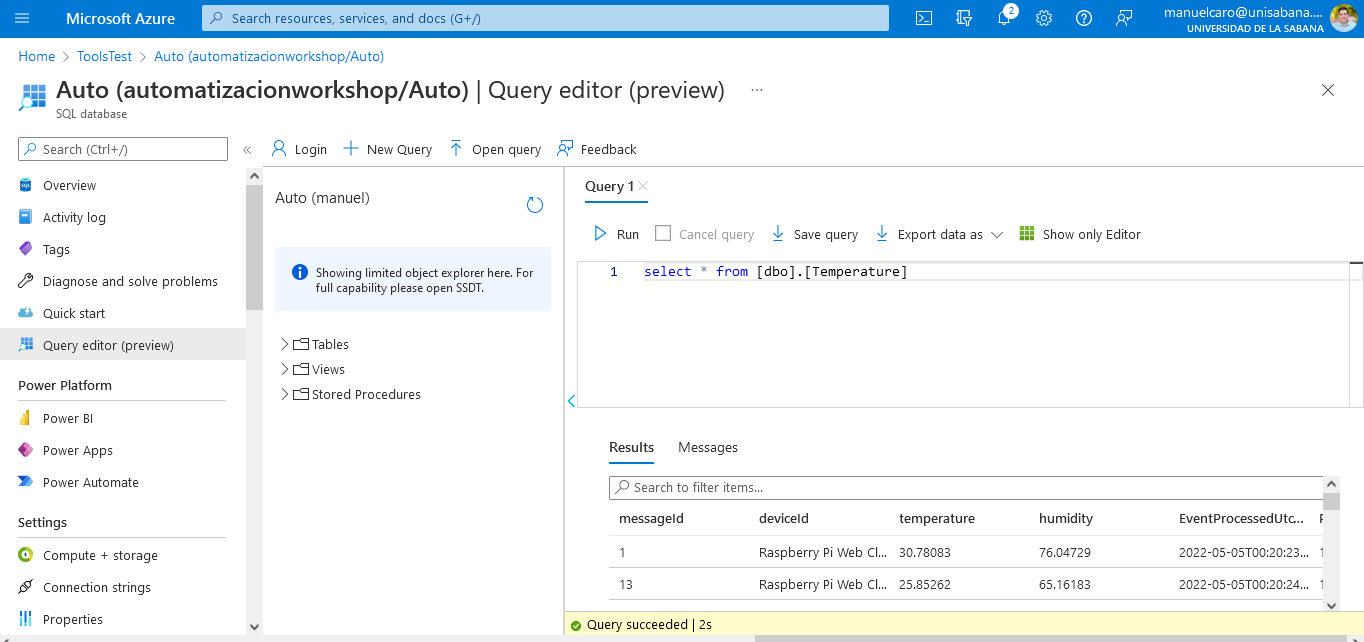 Microsoft Azure
Search resources, services, and docs (G+/)
2
manuelcaro@unisabana....
UNIVERSIDAD DE LA SABANA
Home > ToolsTest > Auto (automatizacionworkshop/Auto)
Auto (automatizacionworkshop/Auto) | Query editor (preview) ...
SQL database
Search (Ctrl+/)
«
Overview
Activity log
Tags
Diagnose and solve problems
Quick start
Query editor (preview)
Power Platform
Power BI
Power Apps
Power Automate
Settings
Compute + storage
Connection strings
Properties
Login
New Query
Open query
Feedback
Auto (manuel)
Showing limited object explorer here. For
full capability please open SSDT.
Tables
Views
Stored Procedures
Query 1
Run
Cancel query
Save query
Export data as
Show only Editor
1 select * from [dbo].[Temperature]
Results Messages
Search to filter items...
messageId deviceId temperature humidity EventProcessedUtc...
1 Raspberry Pi Web Cl... 30.78083 76.04729 2022-05-05T00:20:23...
13 Raspberry Pi Web Cl... 25.85262 65.16183 2022-05-05T00:20:24...
Query succeeded | 2s